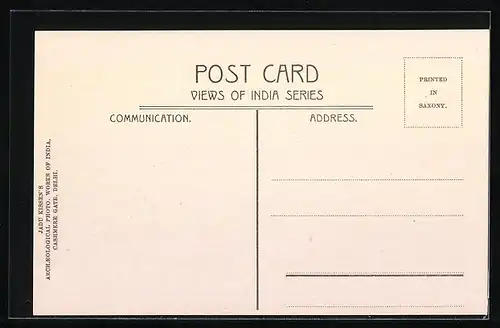 POST CARD
VIEWS OF INDIA SERIES
COMMUNICATION.
ADDRESS.
PRINTED
IN
SAXONY.
JADU KISSEN'S
ARCHÆOLOGICAL PHOTO. WORKS OF INDIA,
CASHMERE GATE, DELHI.